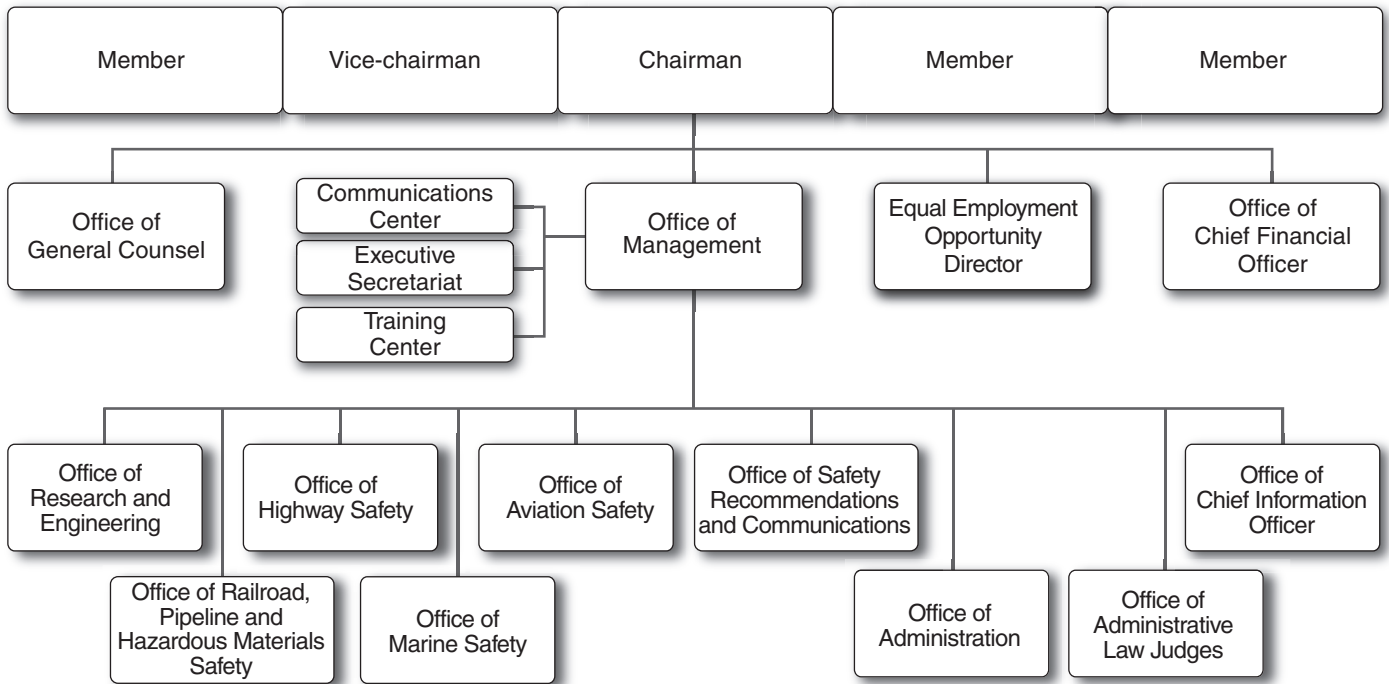 Member
Vice-chairman
Chairman
Member
Member
Office of
General Counsel
Communications
Center
Executive
Secretariat
Training
Center
Office of
Management
Equal Employment
Opportunity
Director
Office of
Chief Financial
Officer
Office of
Research and
Engineering
Office of Railroad,
Pipeline and
Hazardous Materials
Safety
Office of
Highway Safety
Office of
Marine Safety
Office of
Aviation Safety
Office of Safety
Recommendations
and Communications
Office of
Administration
Office of
Administrative
Law Judges
Office of
Chief Information
Officer